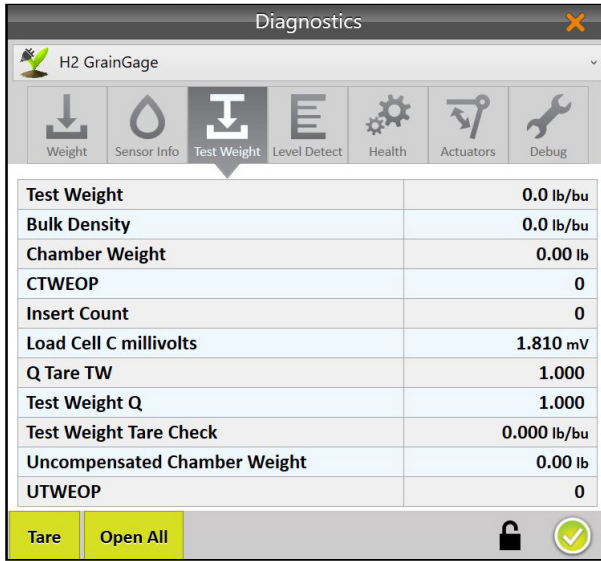 Diagnostics
H2 GrainGage
Weight Sensor Info Test Weight Level Detect Health Actuators Debug
Test Weight 0.0 lb/bu
Bulk Density 0.0 lb/bu
Chamber Weight 0.00 lb
CTWEOP 0
Insert Count 0
Load Cell C millivolts 1.810 mV
Q Tare TW 1.000
Test Weight Q 1.000
Test Weight Tare Check 0.000 lb/bu
Uncompensated Chamber Weight 0.00 lb
UTWEOP 0
Tare Open All